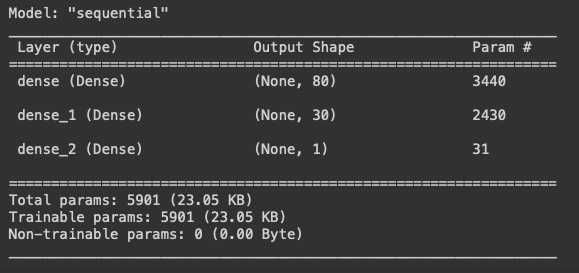 Model: "sequential"
_________________________________________________________________
Layer (type) Output Shape Param #
=================================================================
dense (Dense) (None, 80) 3440
dense_1 (Dense) (None, 30) 2430
dense_2 (Dense) (None, 1) 31
=================================================================
Total params: 5901 (23.05 KB)
Trainable params: 5901 (23.05 KB)
Non-trainable params: 0 (0.00 Byte)
_________________________________________________________________